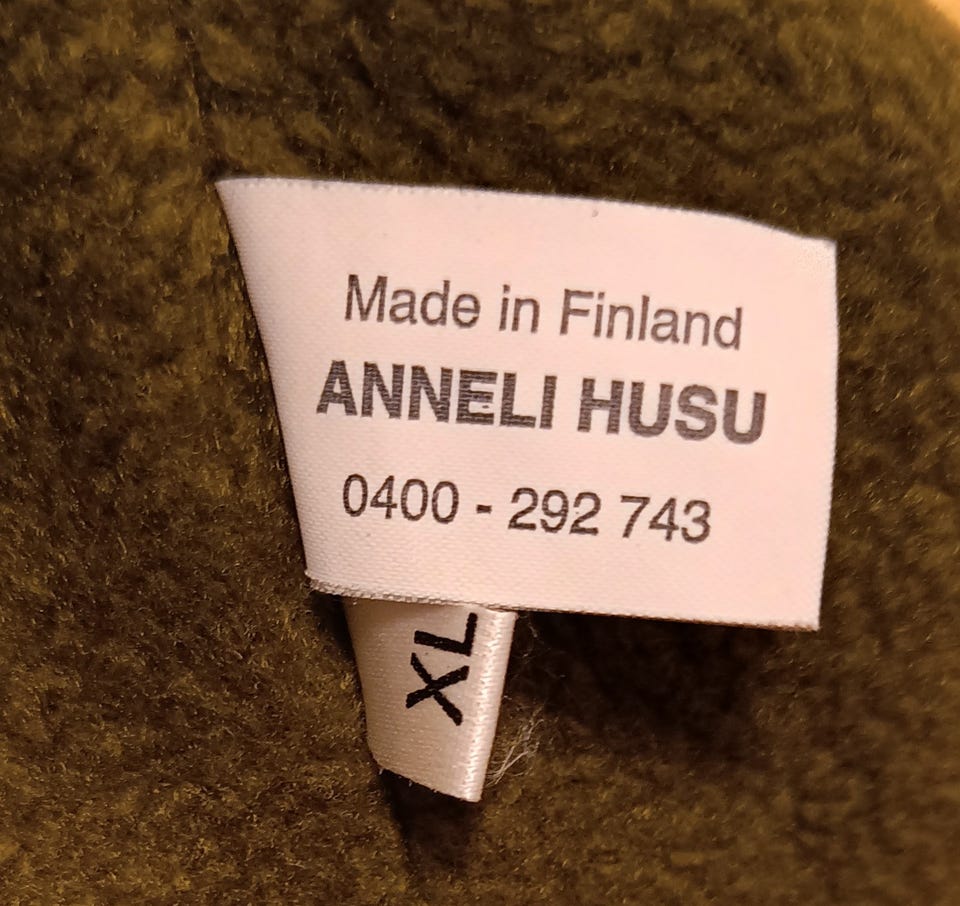 Made in Finland
ANNELI HUSU
0400 - 292 743
XL